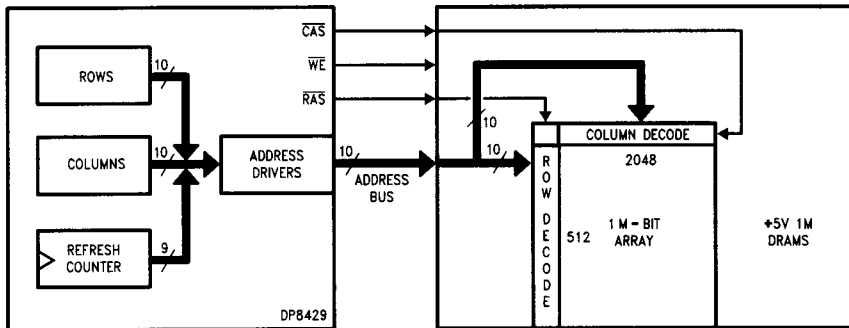 ROWS
10
COLUMNS
10
REFRESH
COUNTER
9
ADDRESS
DRIVERS
DP8429
CAS
WE
RAS
10
ADDRESS
BUS
10
10
COLUMN DECODE
2048
ROW DECODE
512
1 M-BIT
ARRAY
+5V 1M
DRAMS